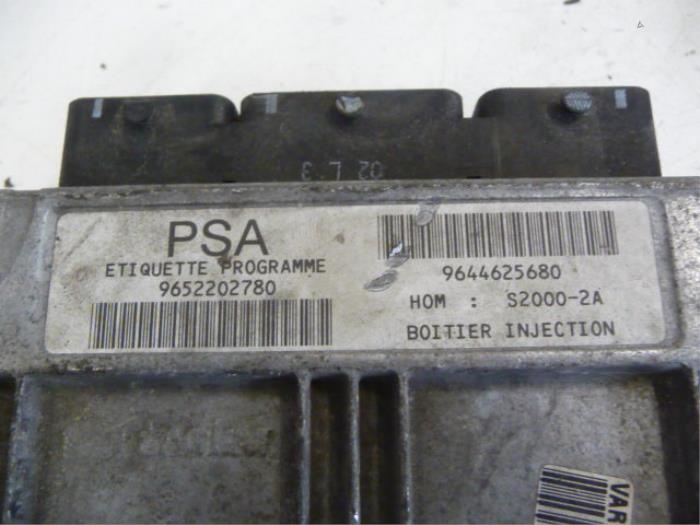 02 L 3
PSA
ETIQUETTE PROGRAMME
9652202780
9644625680
HOM : S2000-2A
BOITIER INJECTION
VAR